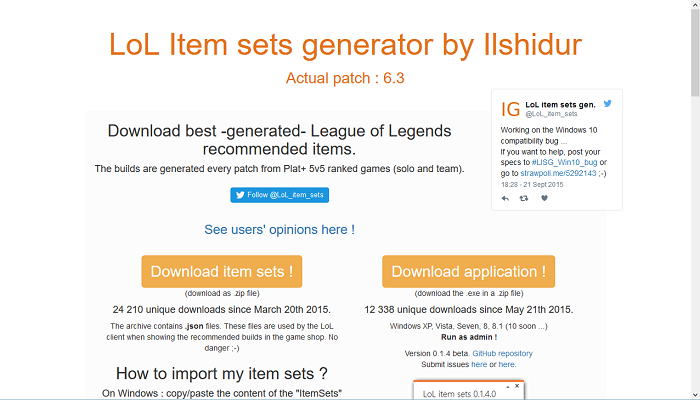 LoL Item sets generator by Ilshidur
Actual patch : 6.3
IG
LoL item sets gen.
@LoL_item_sets
Working on the Windows 10
compatibility bug ...
If you want to help, post your
specs to #LISG_Win10_bug or
go to strawpoll.me/5292143 ;-)
18:28 - 21 Sept 2015
Download best -generated- League of Legends
recommended items.
The builds are generated every patch from Plat+ 5v5 ranked games (solo and team).
Follow @LoL_item_sets
See users' opinions here !
Download item sets !
(download as .zip file)
24 210 unique downloads since March 20th 2015.
The archive contains .json files. These files are used by the LoL
client when showing the recommended builds in the game shop. No
danger ;-)
How to import my item sets ?
On Windows : copy/paste the content of the "ItemSets"
Download application !
(download the .exe in a .zip file)
12 338 unique downloads since May 21th 2015.
Windows XP, Vista, Seven, 8, 8.1 (10 soon ...)
Run as admin !
Version 0.1.4 beta. GitHub repository
Submit issues here or here.
LoL item sets 0.1.4.0